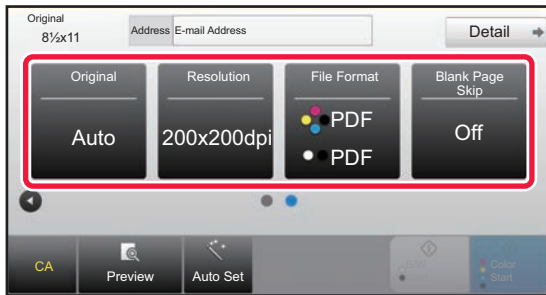 Original
8½x11
Address
E-mail Address
Detail
Original
Auto
Resolution
200x200dpi
File Format
PDF
PDF
Blank Page
Skip
Off
CA
Preview
Auto Set
B/W
Start
Color
Start